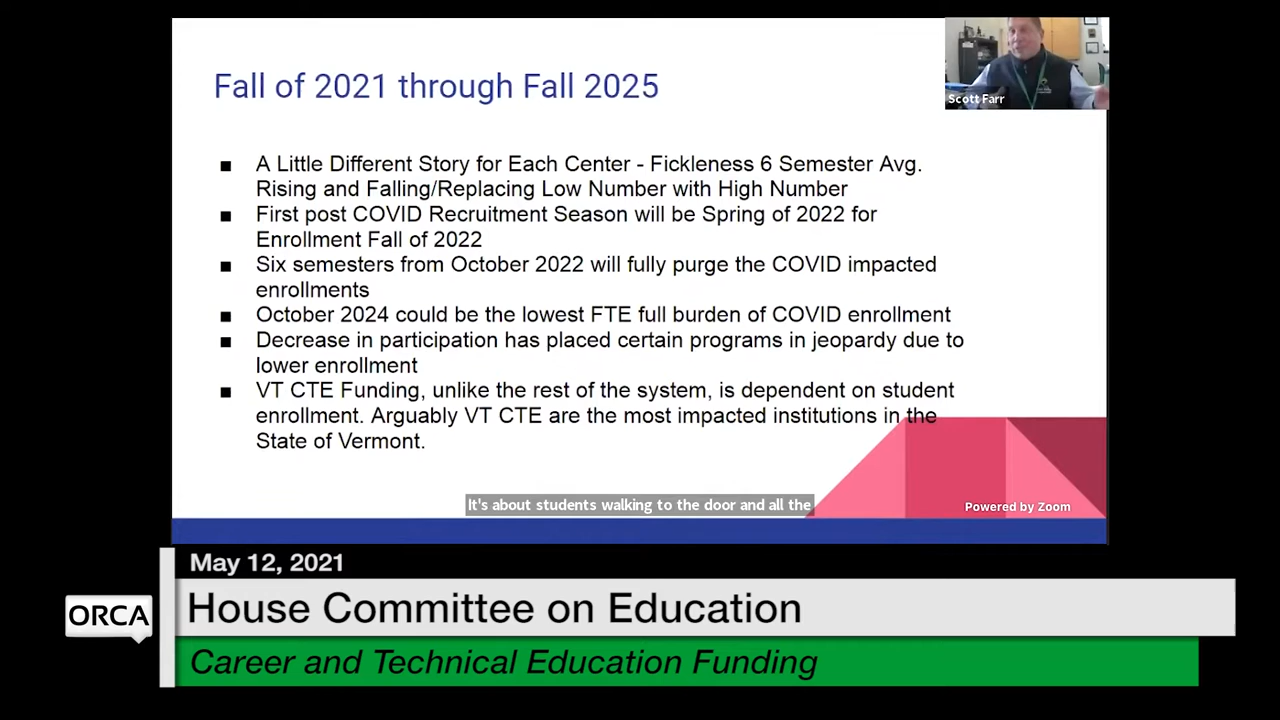 Fall of 2021 through Fall 2025
Scott Farr
■ A Little Different Story for Each Center - Fickleness 6 Semester Avg.
Rising and Falling/Replacing Low Number with High Number
■ First post COVID Recruitment Season will be Spring of 2022 for
Enrollment Fall of 2022
■ Six semesters from October 2022 will fully purge the COVID impacted
enrollments
■ October 2024 could be the lowest FTE full burden of COVID enrollment
■ Decrease in participation has placed certain programs in jeopardy due to
lower enrollment
■ VT CTE Funding, unlike the rest of the system, is dependent on student
enrollment. Arguably VT CTE are the most impacted institutions in the
State of Vermont.
It's about students walking to the door and all the
Powered by Zoom
May 12, 2021
ORCA
House Committee on Education
Career and Technical Education Funding